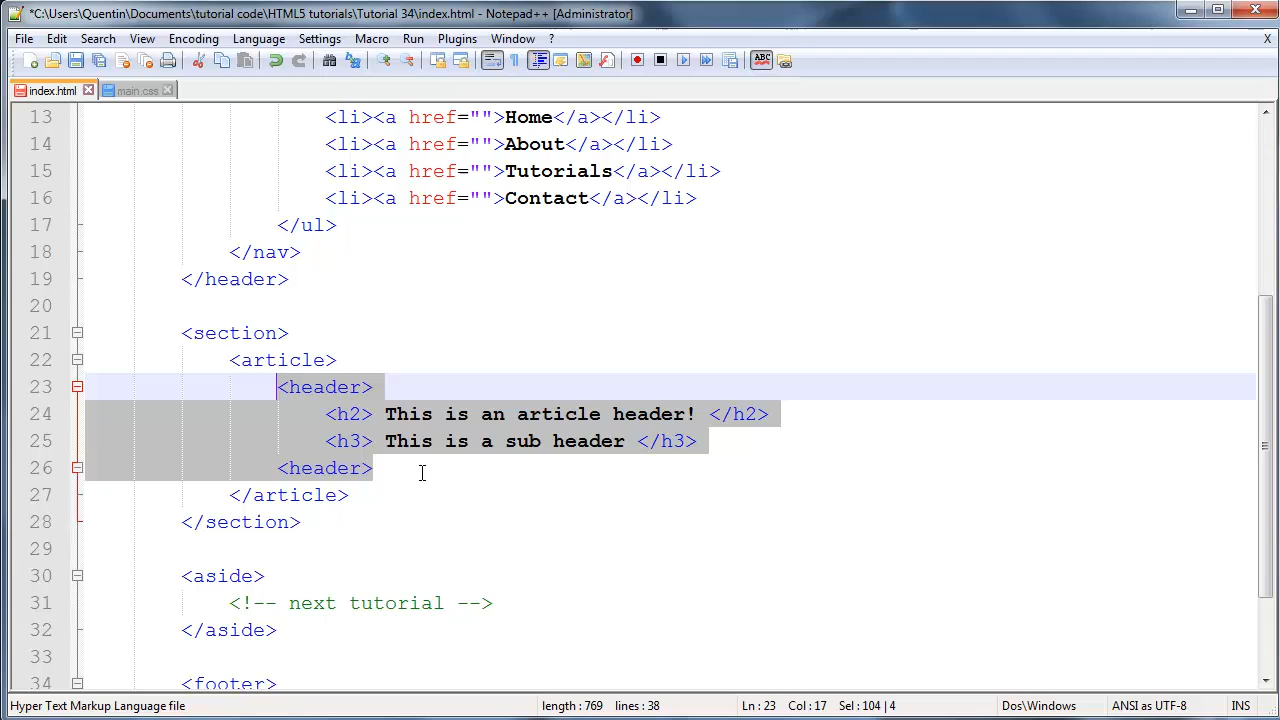 *C:\Users\Quentin\Documents\tutorial code\HTML5 tutorials\Tutorial 34\index.html - Notepad++ [Administrator]
File Edit Search View Encoding Language Settings Macro Run Plugins Window ? X
index.html main.css
13 <li><a href="">Home</a></li>
14 <li><a href="">About</a></li>
15 <li><a href="">Tutorials</a></li>
16 <li><a href="">Contact</a></li>
17 </ul>
18 </nav>
19 </header>
20
21 <section>
22 <article>
23 <header>
24 <h2> This is an article header! </h2>
25 <h3> This is a sub header </h3>
26 <header>
27 </article>
28 </section>
29
30 <aside>
31 <!-- next tutorial -->
32 </aside>
33
34 <footer>
Hyper Text Markup Language file length : 769 lines : 38 Ln : 23 Col : 17 Sel : 104 | 4 Dos\Windows ANSI as UTF-8 INS